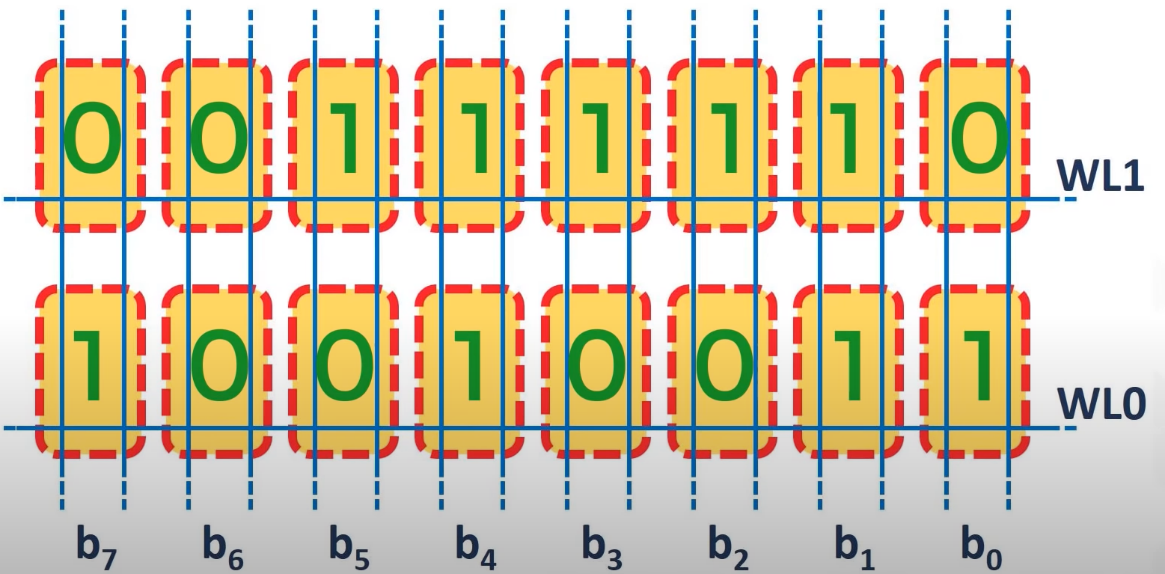 0 0 1 1 1 1 1 0 WL1
1 0 0 1 0 0 1 1 WL0
b₇ b₆ b₅ b₄ b₃ b₂ b₁ b₀